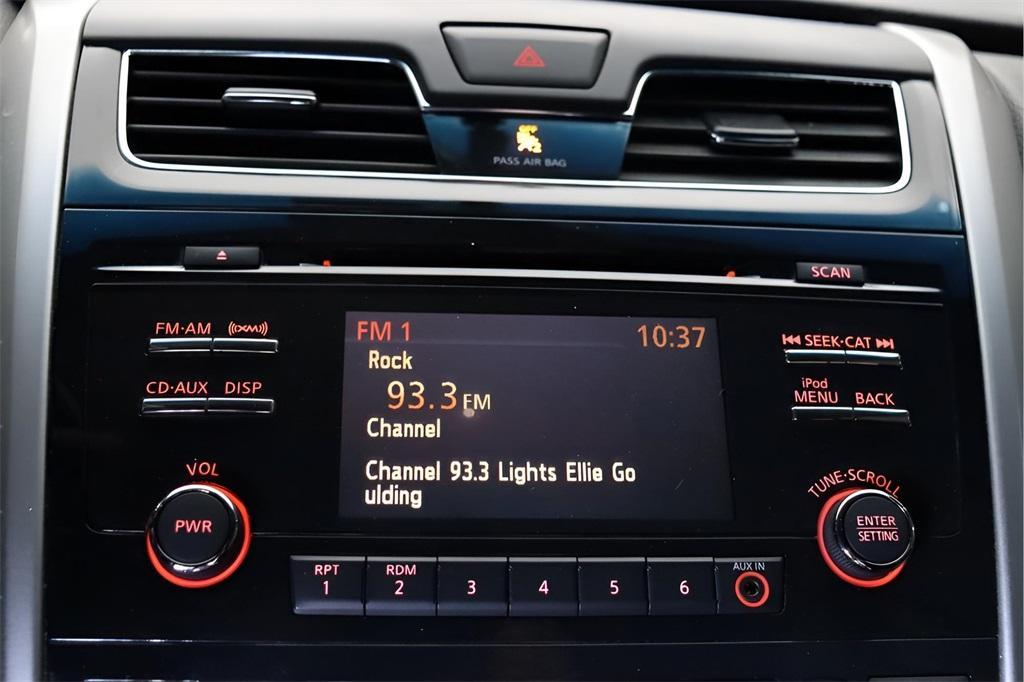 OFF
PASS AIR BAG
SCAN
FM·AM ((XM))
CD·AUX DISP
VOL
PWR
FM 1 10:37
Rock
93.3 FM
Channel
Channel 93.3 Lights Ellie Go
ulding
SEEK·CAT
iPod
MENU BACK
TUNE·SCROLL
ENTER
SETTING
RPT RDM AUX IN
1 2 3 4 5 6